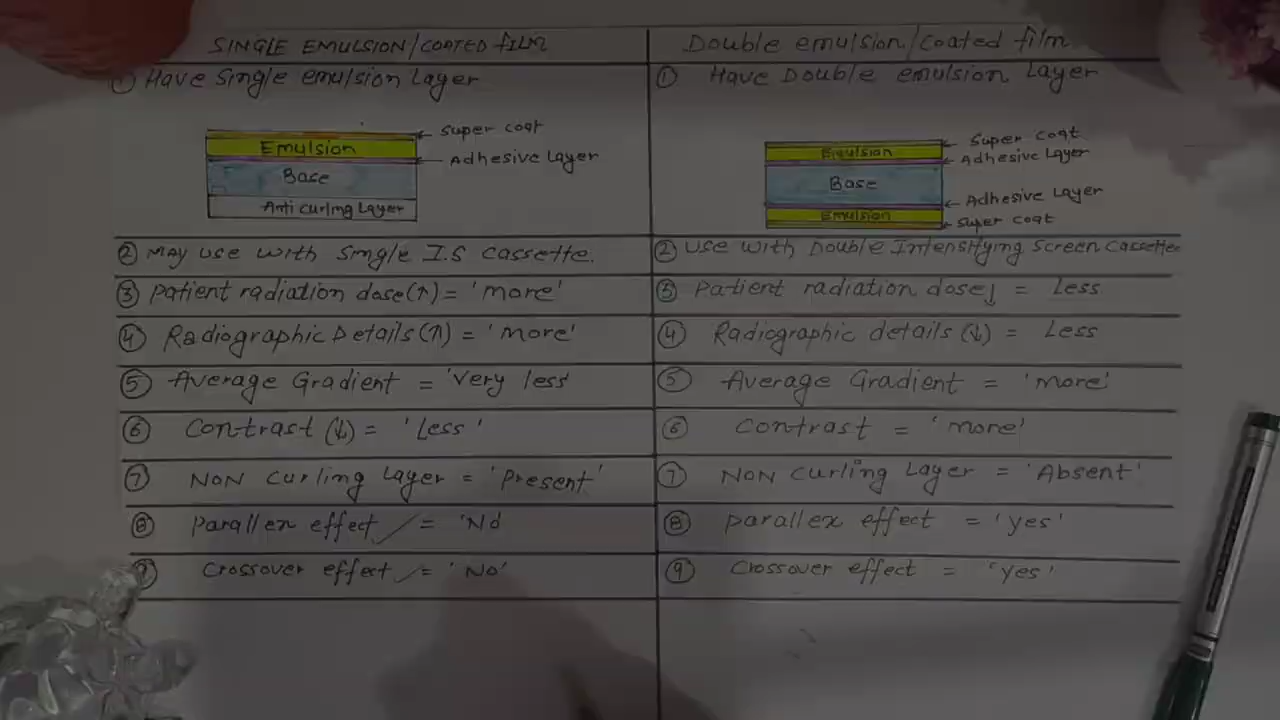 SINGLE EMULSION/COATED FILM
① Have Single emulsion Layer
Super coat
Emulsion
Adhesive Layer
Base
Anti curling Layer
② May use with Single I.S cassette.
③ Patient radiation dose(↑) = 'more'
④ Radiographic Details(↑) = 'more'
⑤ Average Gradient = 'very less'
⑥ Contrast (↓) = 'Less'
⑦ NON Curling Layer = 'Present'
⑧ Parallex effect = 'No'
⑨ Crossover effect = 'No'
Double emulsion/coated film
① Have Double emulsion Layer
Super coat
Emulsion
Adhesive Layer
Base
Adhesive Layer
Emulsion
Super coat
② Use with Double Intensifying Screen Cassette
③ Patient radiation dose↓ = Less
④ Radiographic details (↓) = Less
⑤ Average Gradient = 'more'
⑥ Contrast = 'more'
⑦ NON Curling Layer = 'Absent'
⑧ Parallex effect = 'yes'
⑨ Crossover effect = 'yes'